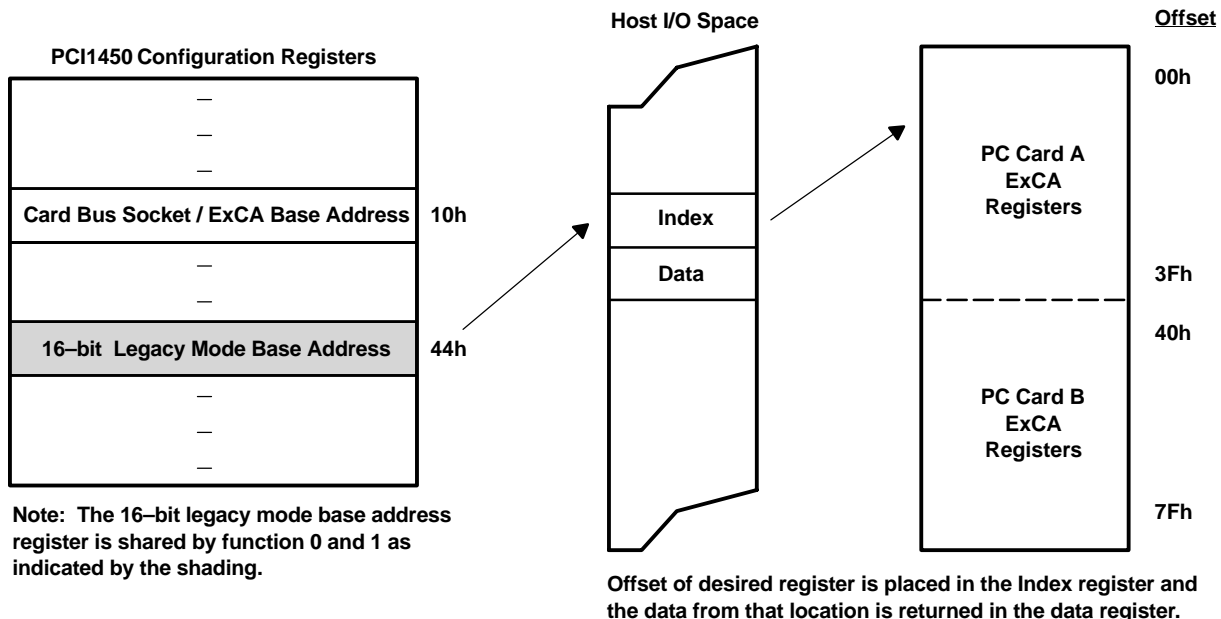 Host I/O Space
Offset
PCI1450 Configuration Registers
—
—
—
Card Bus Socket / ExCA Base Address
10h
—
—
16–bit Legacy Mode Base Address
44h
—
—
—
Note: The 16–bit legacy mode base address
register is shared by function 0 and 1 as
indicated by the shading.
Index
Data
00h
PC Card A
ExCA
Registers
3Fh
40h
PC Card B
ExCA
Registers
7Fh
Offset of desired register is placed in the Index register and
the data from that location is returned in the data register.